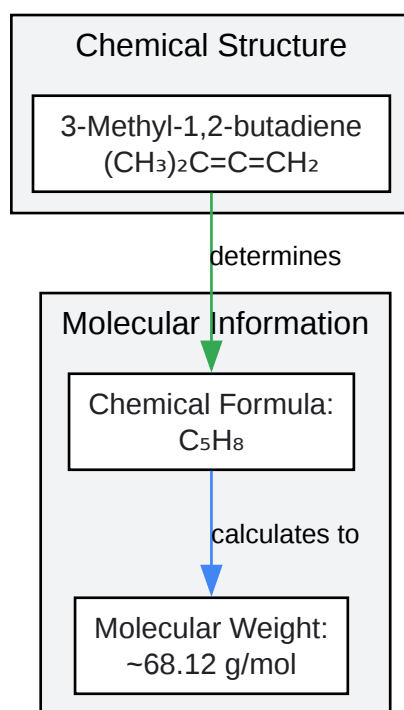 Chemical Structure
3-Methyl-1,2-butadiene
(CH₃)₂C=C=CH₂
determines
Molecular Information
Chemical Formula:
C₅H₈
calculates to
Molecular Weight:
~68.12 g/mol